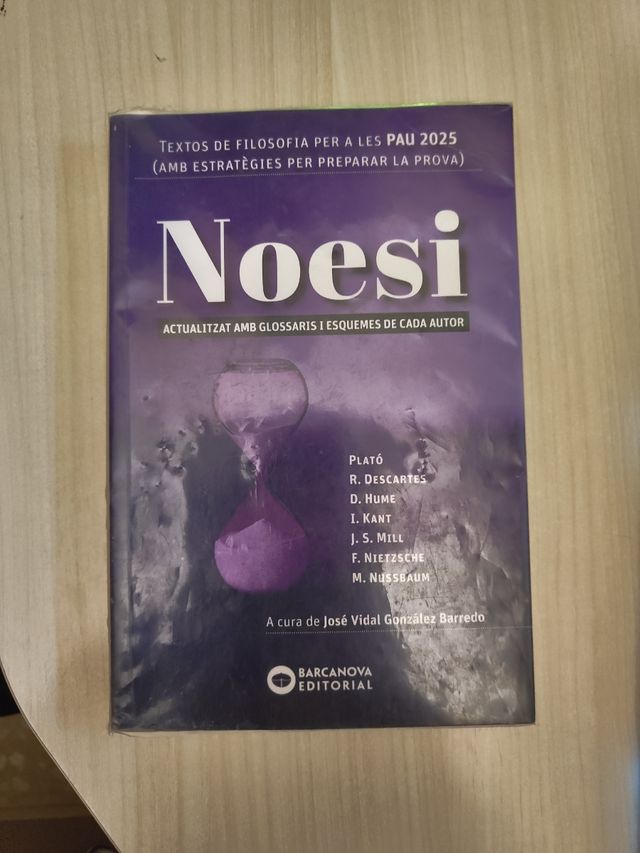 TEXTOS DE FILOSOFIA PER A LES PAU 2025
(AMB ESTRATÈGIES PER PREPARAR LA PROVA)
Noesi
ACTUALITZAT AMB GLOSSARIS I ESQUEMES DE CADA AUTOR
PLATÓ
R. DESCARTES
D. HUME
I. KANT
J. S. MILL
F. NIETZSCHE
M. NUSSBAUM
A cura de José Vidal González Barredo
BARCANOVA
EDITORIAL